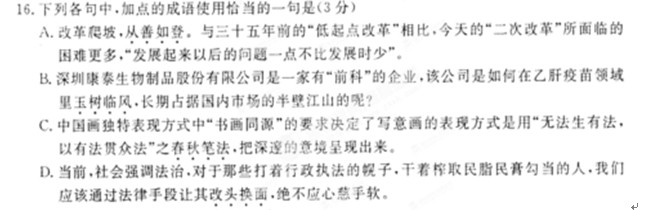 16.下列各句中,加点的成语使用恰当的一句是(3分)
A.改革爬坡,从善如登。与三十五年前的“低起点改革”相比,今天的“二次改革”所面临的
困难更多,“发展起来以后的问题一点不比发展时少”。
B.深圳康泰生物制品股份有限公司是一家有“前科”的企业,该公司是如何在乙肝疫苗领域
里玉树临风,长期占据国内市场的半壁江山的呢?
C.中国画独特表现方式中“书画同源”的要求决定了写意画的表现方式是用“无法生有法,
以有法贯众法”之春秋笔法,把深邃的意境呈现出来。
D.当前,社会强调法治,对于那些打着行政执法的幌子,干着榨取民脂民膏勾当的人,我们
应该通过法律手段让其改头换面,绝不应心慈手软。